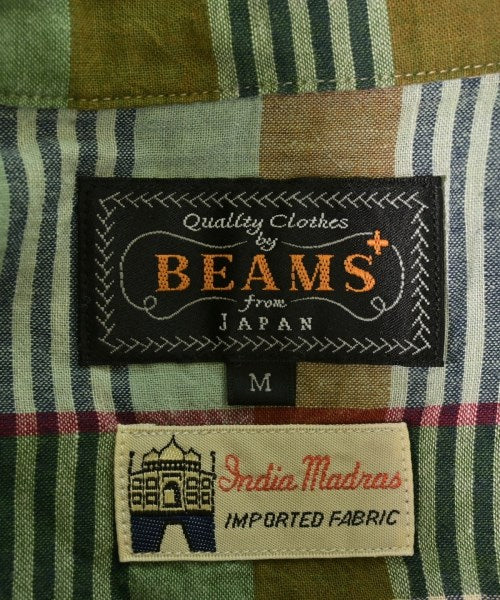 Quality Clothes
by
BEAMS+
from
JAPAN
M
India Madras
IMPORTED FABRIC